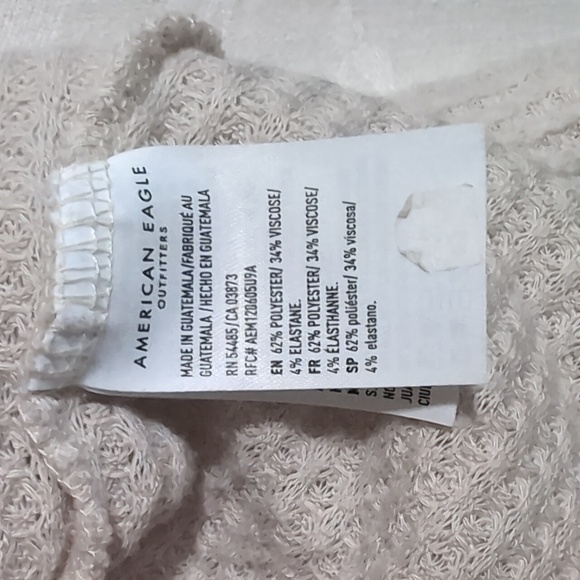 AMERICAN EAGLE
OUTFITTERS
MADE IN GUATEMALA/FABRIQUÉ AU
GUATEMALA / HECHO EN GUATEMALA
RN 54485/CA 03873
RFC# AEM120605U9A
EN 62% POLYESTER/ 34% VISCOSE/
4% ELASTANE.
FR 62% POLYESTER/ 34% VISCOSE/
4% ÉLASTHANNE.
SP 62% poliéster/ 34% viscosa/
4% elastano.